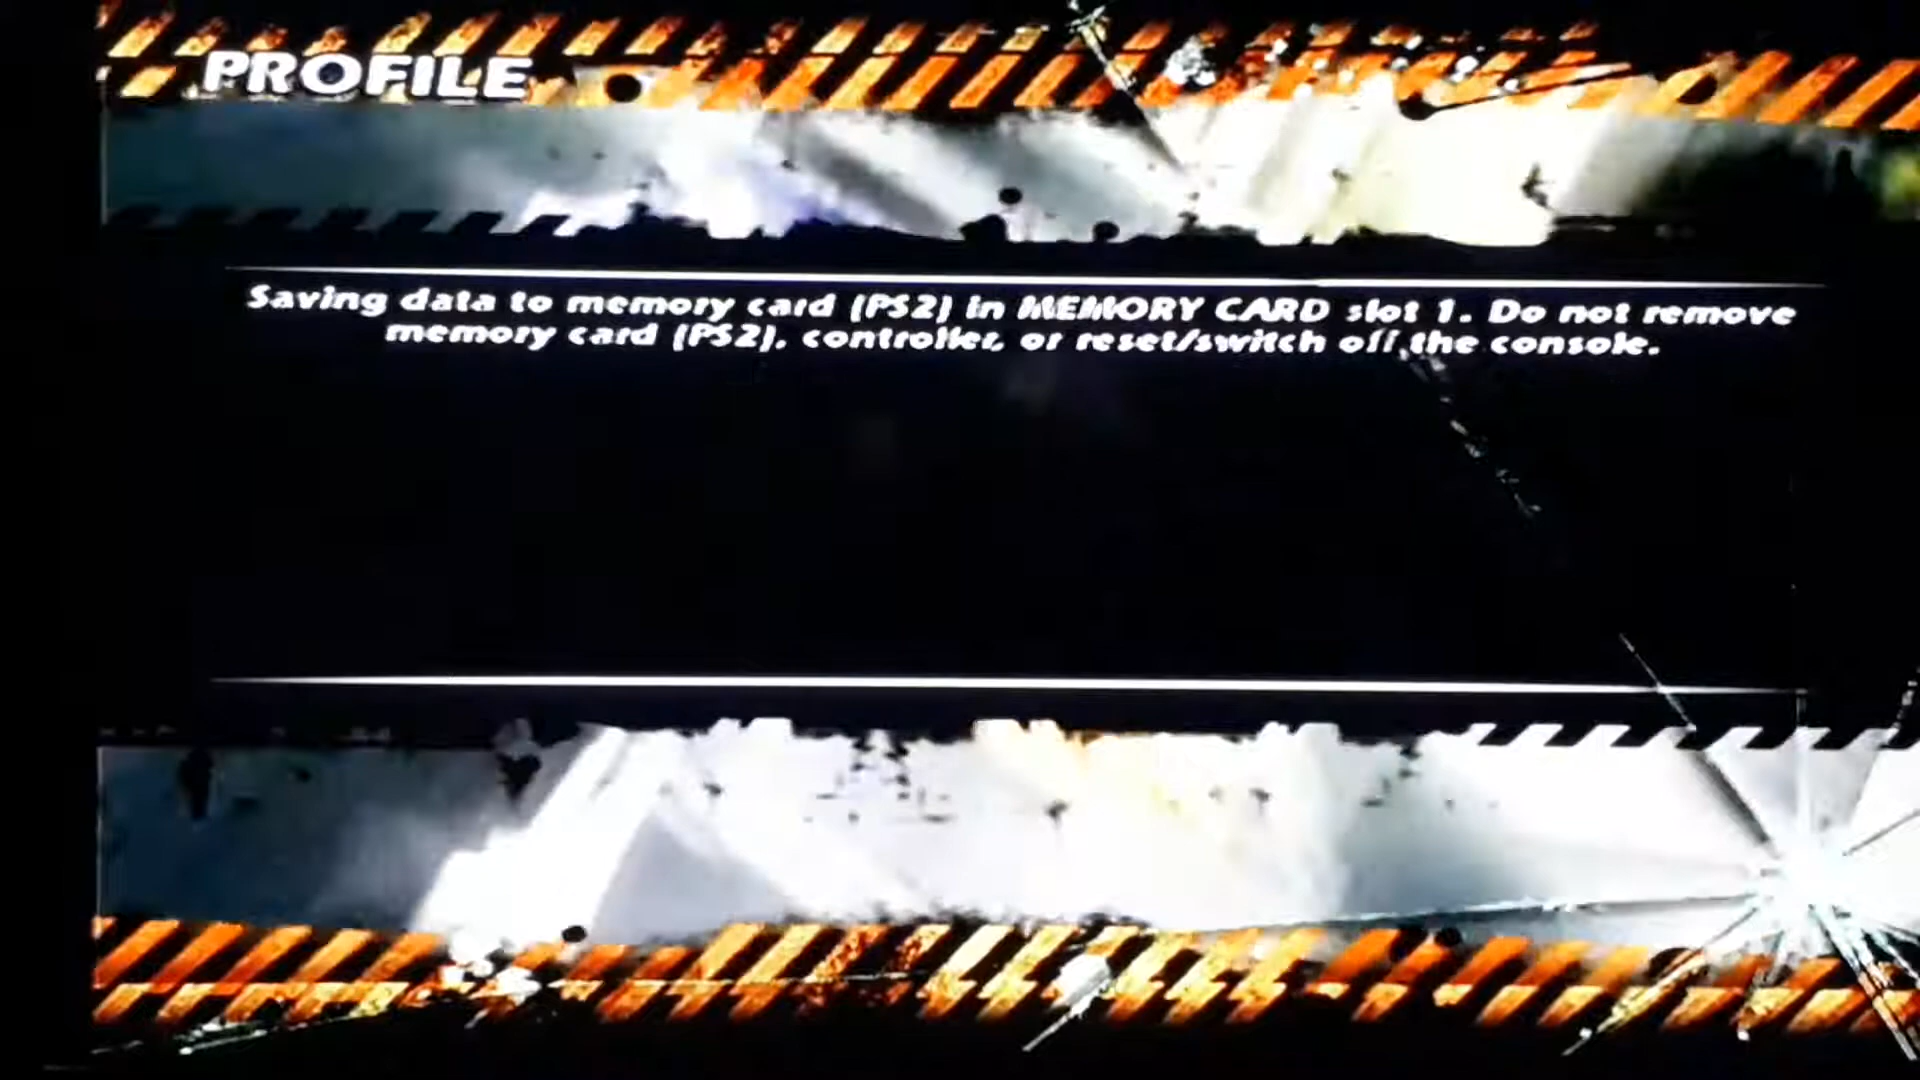 PROFILE
Saving data to memory card (PS2) in MEMORY CARD slot 1. Do not remove
memory card (PS2), controller, or reset/switch off the console.